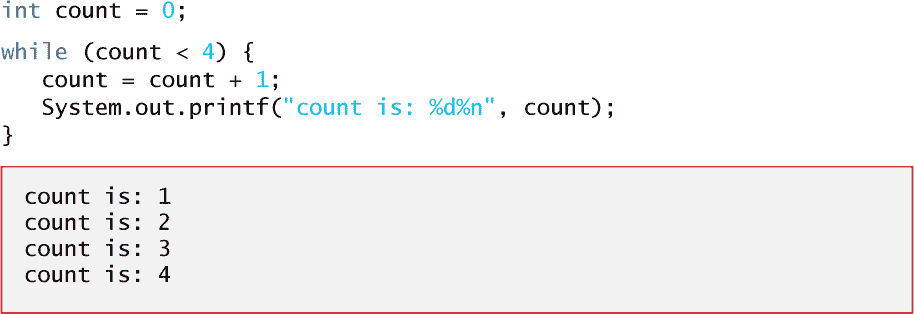 int count = 0;
while (count < 4) {
   count = count + 1;
   System.out.printf("count is: %d%n", count);
}
count is: 1
count is: 2
count is: 3
count is: 4